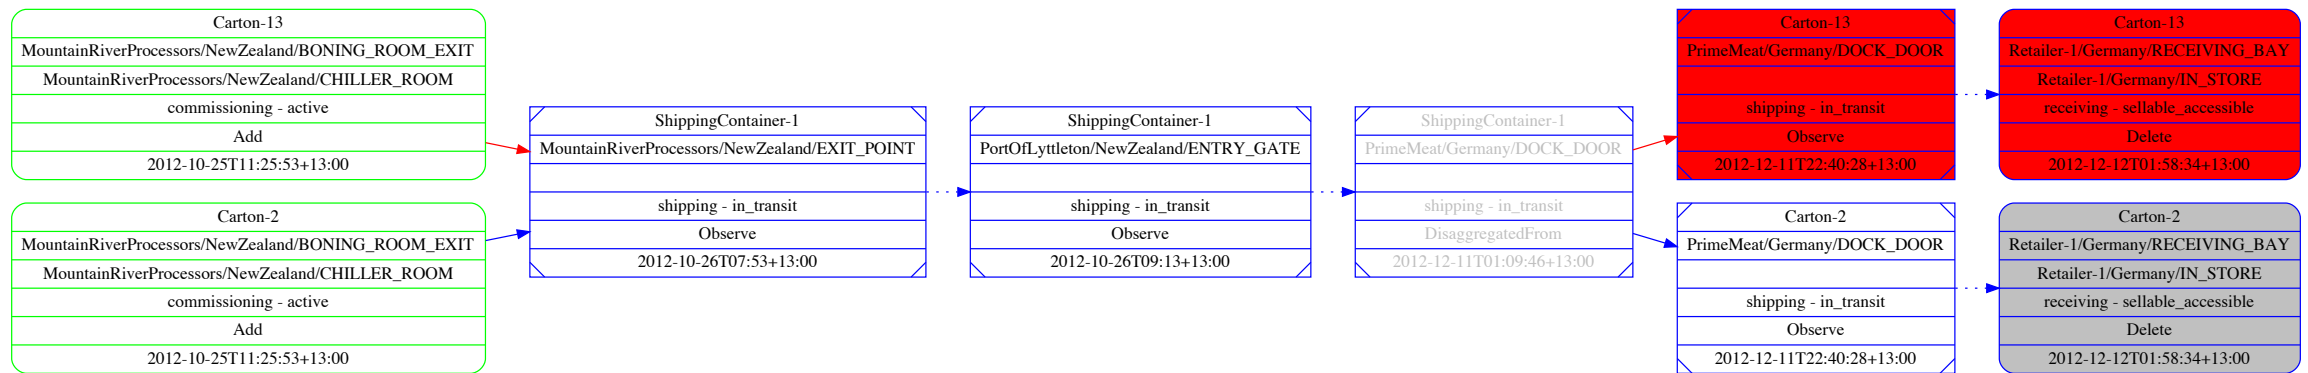 Carton-13
MountainRiverProcessors/NewZealand/BONING_ROOM_EXIT
MountainRiverProcessors/NewZealand/CHILLER_ROOM
commissioning - active
Add
2012-10-25T11:25:53+13:00
Carton-2
MountainRiverProcessors/NewZealand/BONING_ROOM_EXIT
MountainRiverProcessors/NewZealand/CHILLER_ROOM
commissioning - active
Add
2012-10-25T11:25:53+13:00
ShippingContainer-1
MountainRiverProcessors/NewZealand/EXIT_POINT
shipping - in_transit
Observe
2012-10-26T07:53+13:00
ShippingContainer-1
PortOfLyttleton/NewZealand/ENTRY_GATE
shipping - in_transit
Observe
2012-10-26T09:13+13:00
ShippingContainer-1
PrimeMeat/Germany/DOCK_DOOR
shipping - in_transit
DisaggregatedFrom
2012-12-11T01:09:46+13:00
Carton-13
PrimeMeat/Germany/DOCK_DOOR
shipping - in_transit
Observe
2012-12-11T22:40:28+13:00
Carton-2
PrimeMeat/Germany/DOCK_DOOR
shipping - in_transit
Observe
2012-12-11T22:40:28+13:00
Carton-13
Retailer-1/Germany/RECEIVING_BAY
Retailer-1/Germany/IN_STORE
receiving - sellable_accessible
Delete
2012-12-12T01:58:34+13:00
Carton-2
Retailer-1/Germany/RECEIVING_BAY
Retailer-1/Germany/IN_STORE
receiving - sellable_accessible
Delete
2012-12-12T01:58:34+13:00